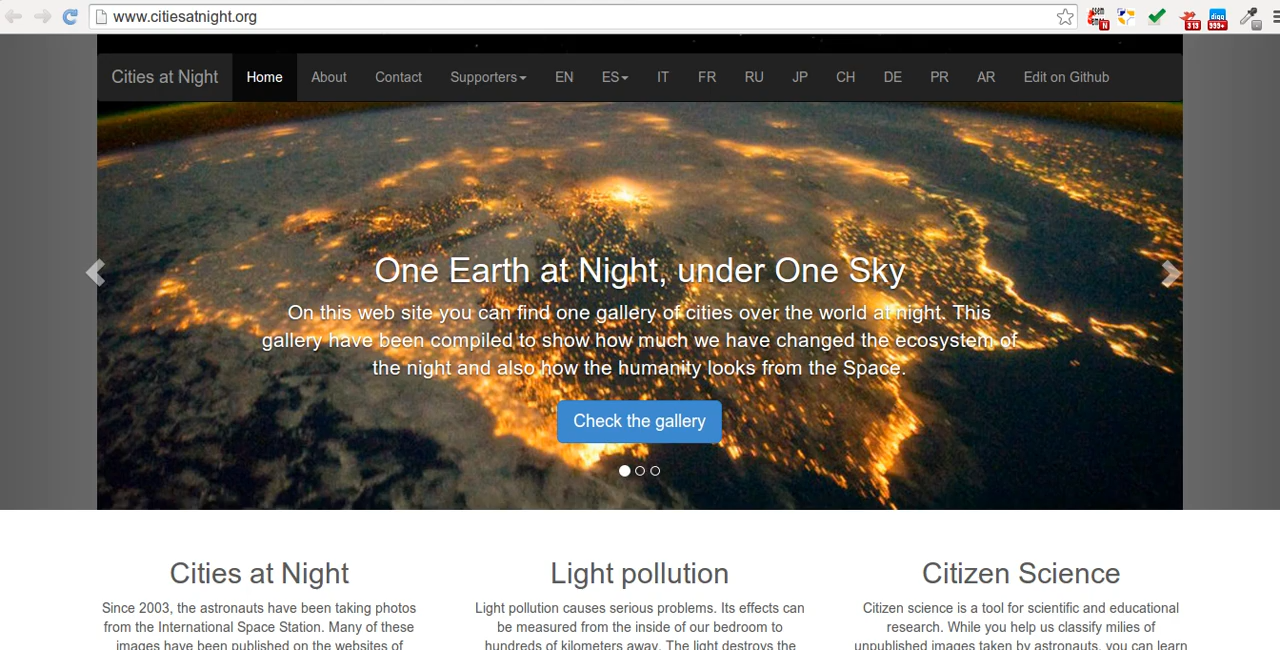 www.citiesatnight.org
N
313
digg
999+
Cities at Night Home About Contact Supporters EN ES IT FR RU JP CH DE PR AR Edit on Github
One Earth at Night, under One Sky
On this web site you can find one gallery of cities over the world at night. This
gallery have been compiled to show how much we have changed the ecosystem of
the night and also how the humanity looks from the Space.
Check the gallery
Cities at Night
Since 2003, the astronauts have been taking photos
from the International Space Station. Many of these
images have been published on the websites of
Light pollution
Light pollution causes serious problems. Its effects can
be measured from the inside of our bedroom to
hundreds of kilometers away. The light destroys the
Citizen Science
Citizen science is a tool for scientific and educational
research. While you help us classify milies of
unpublished images taken by astronauts, you can learn